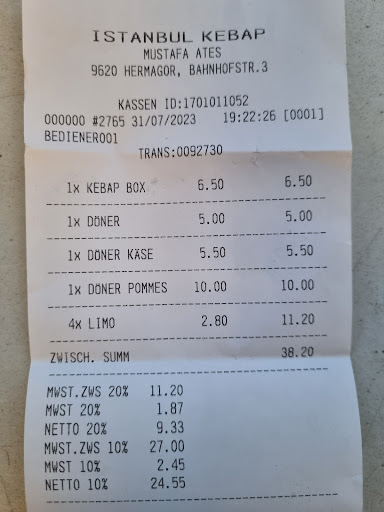 ISTANBUL KEBAP
MUSTAFA ATES
9620 HERMAGOR, BAHNHOFSTR.3
KASSEN ID:1701011052
000000 #2765 31/07/2023 19:22:26 [0001]
BEDIENER001
TRANS:0092730
1x KEBAP BOX 6.50 6.50
1x DÖNER 5.00 5.00
1x DÖNER KÄSE 5.50 5.50
1x DÖNER POMMES 10.00 10.00
4x LIMO 2.80 11.20
ZWISCH. SUMM 38.20
MWST.ZWS 20% 11.20
MWST 20% 1.87
NETTO 20% 9.33
MWST.ZWS 10% 27.00
MWST 10% 2.45
NETTO 10% 24.55